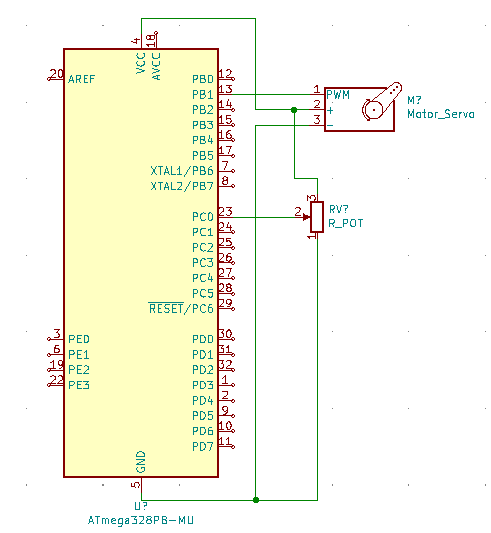 4
VCC
18
AVCC
20 AREF
PB0 12
PB1 13
PB2 14
PB3 15
PB4 16
PB5 17
XTAL1/PB6 7
XTAL2/PB7 8
PC0 23
PC1 24
PC2 25
PC3 26
PC4 27
PC5 28
RESET/PC6 29
3 PE0
6 PE1
19 PE2
22 PE3
PD0 30
PD1 31
PD2 32
PD3 1
PD4 2
PD5 9
PD6 10
PD7 11
GND
5
U?
ATmega328PB-MU
1 PWM
2 +
3 -
M?
Motor_Servo
3
2
1
RV?
R_POT